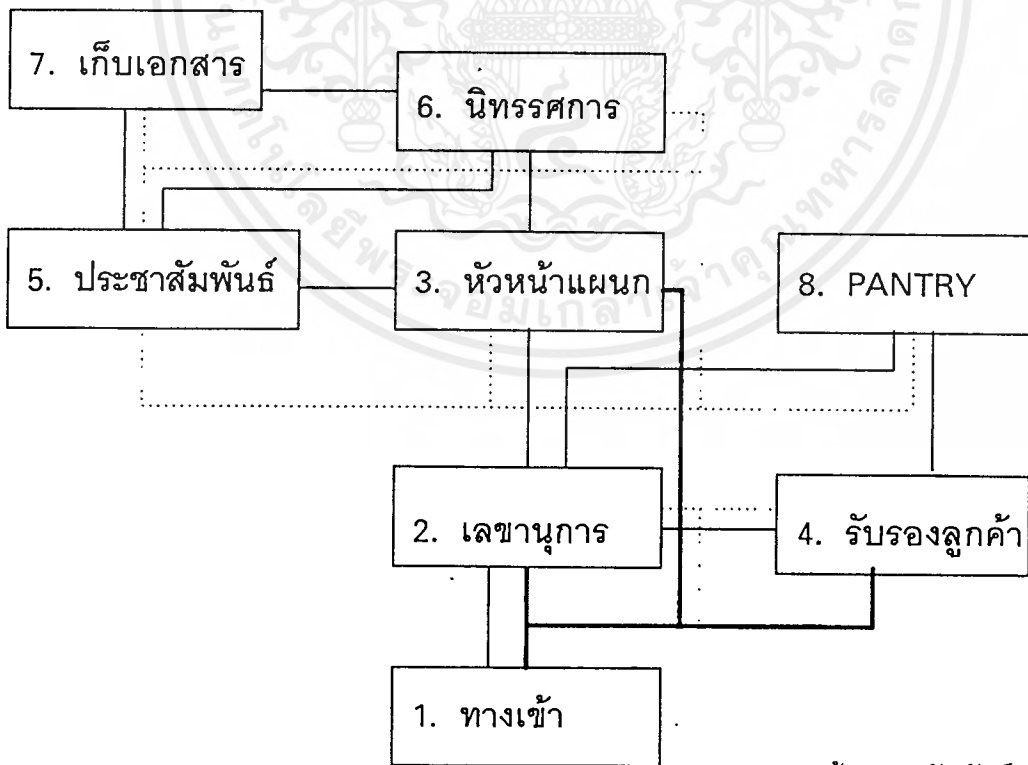 7. เก็บเอกสาร
6. นิทรรศการ
5. ประชาสัมพันธ์
3. หัวหน้าแผนก
8. PANTRY
2. เลขานุการ
4. รับรองลูกค้า
1. ทางเข้า